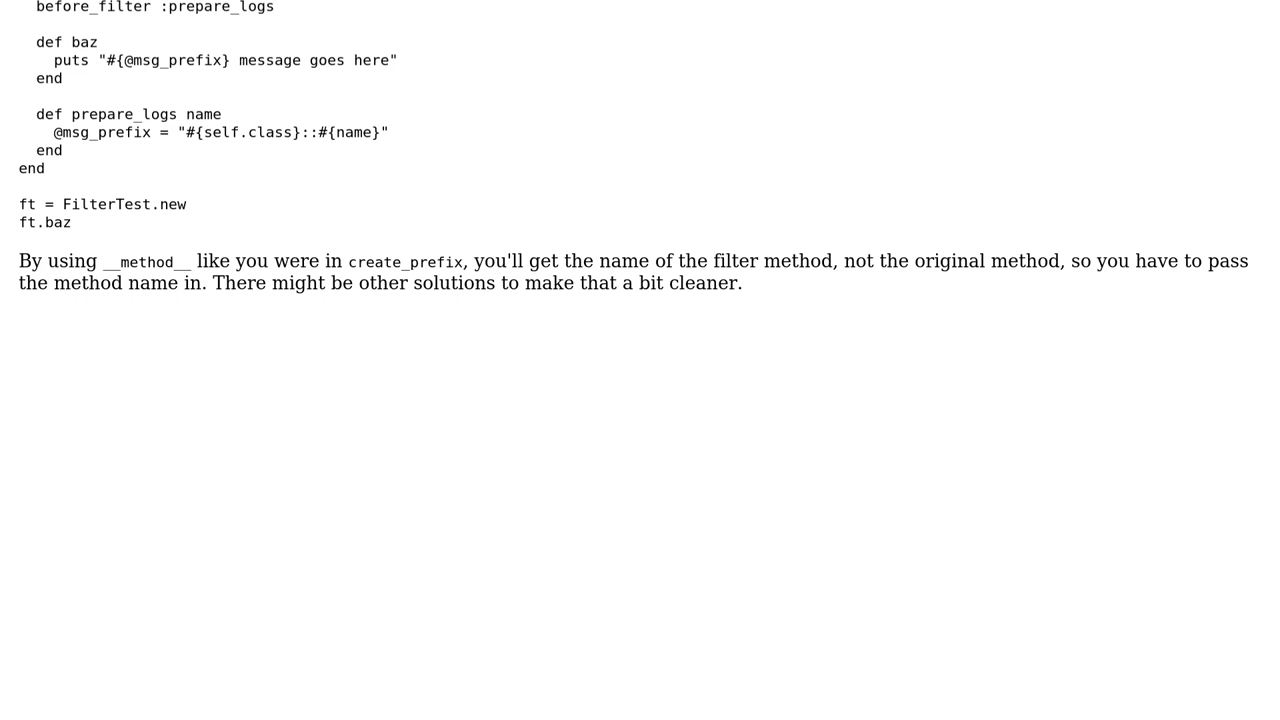 before_filter :prepare_logs

  def baz
    puts "#{@msg_prefix} message goes here"
  end

  def prepare_logs name
    @msg_prefix = "#{self.class}::#{name}"
  end
end

ft = FilterTest.new
ft.baz

By using __method__ like you were in create_prefix, you'll get the name of the filter method, not the original method, so you have to pass
the method name in. There might be other solutions to make that a bit cleaner.